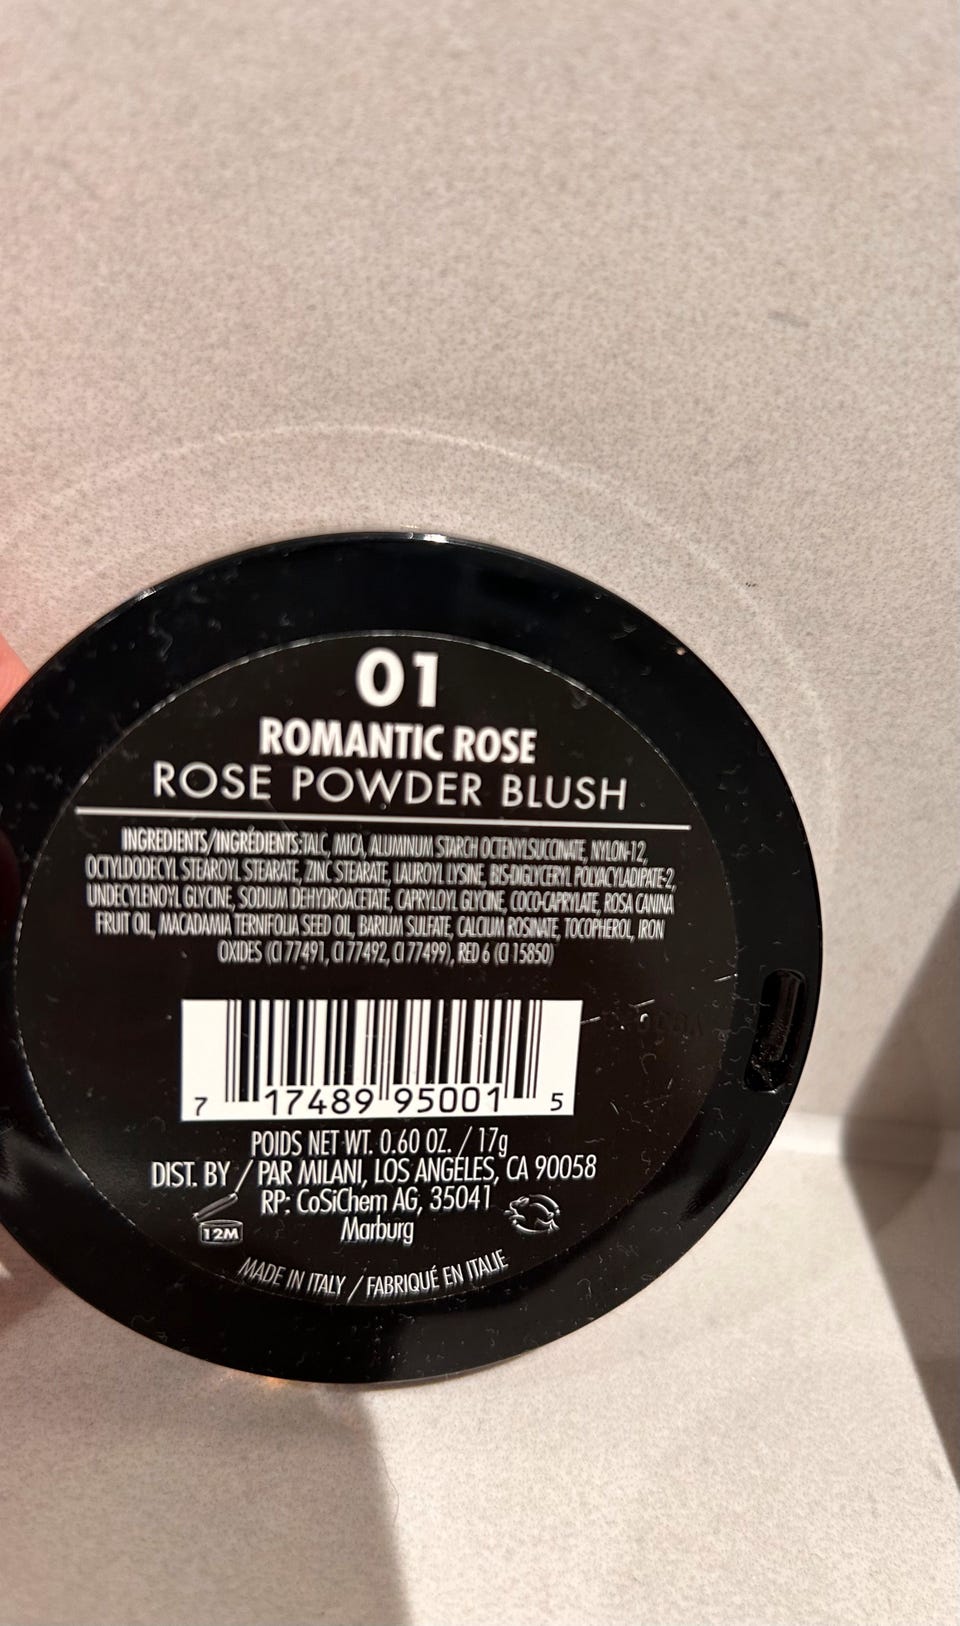 01
ROMANTIC ROSE
ROSE POWDER BLUSH
INGREDIENTS/INGRÉDIENTS:TALC, MICA, ALUMINUM STARCH OCTENYLSUCCINATE, NYLON-12,
OCTYLDODECYL STEAROYL STEARATE, ZINC STEARATE, LAUROYL LYSINE, BIS-DIGLYCERYL POLYACYLADIPATE-2,
UNDECYLENOYL GLYCINE, SODIUM DEHYDROACETATE, CAPRYLOYL GLYCINE, COCO-CAPRYLATE, ROSA CANINA
FRUIT OIL, MACADAMIA TERNIFOLIA SEED OIL, BARIUM SULFATE, CALCIUM ROSINATE, TOCOPHEROL, IRON
OXIDES (CI 77491, CI 77492, CI 77499), RED 6 (CI 15850)
7 17489 95001 5
POIDS NET WT. 0.60 OZ. / 17g
DIST. BY / PAR MILANI, LOS ANGELES, CA 90058
RP: CoSiChem AG, 35041
Marburg
12M
MADE IN ITALY / FABRIQUÉ EN ITALIE